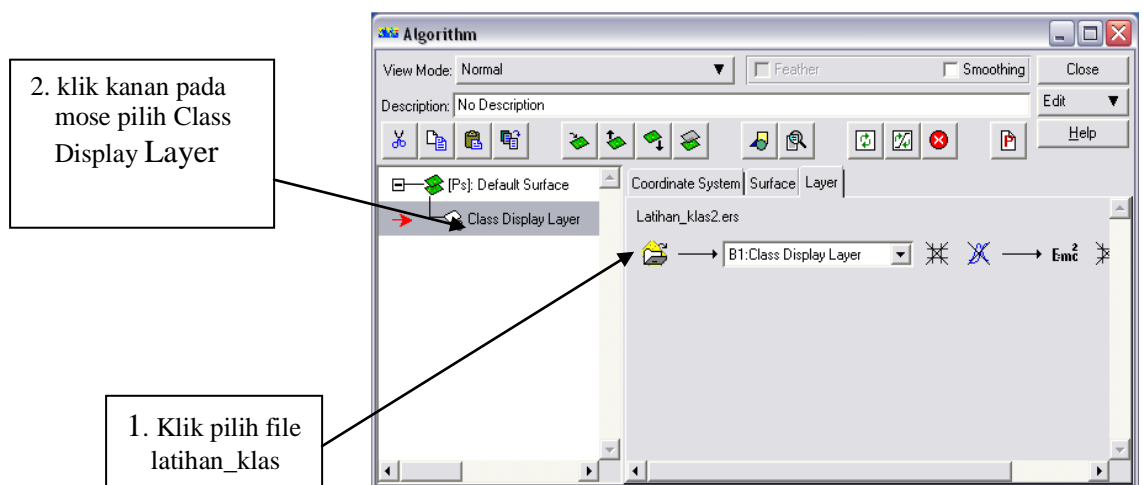 Algorithm
View Mode: Normal
Feather
Smoothing
Close
Description: No Description
Edit
Help
2. klik kanan pada
mose pilih Class
Display Layer
[Ps]: Default Surface
Class Display Layer
Coordinate System
Surface
Layer
Latihan_klas2.ers
B1:Class Display Layer
Emc2
1. Klik pilih file
latihan_klas